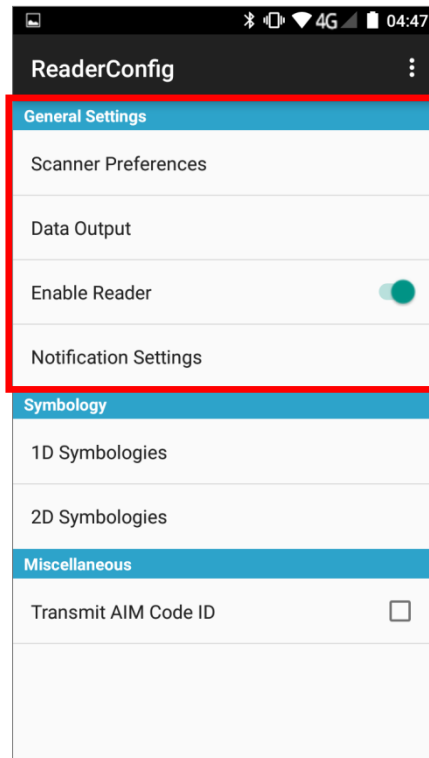 4G 04:47
ReaderConfig
General Settings
Scanner Preferences
Data Output
Enable Reader
Notification Settings
Symbology
1D Symbologies
2D Symbologies
Miscellaneous
Transmit AIM Code ID